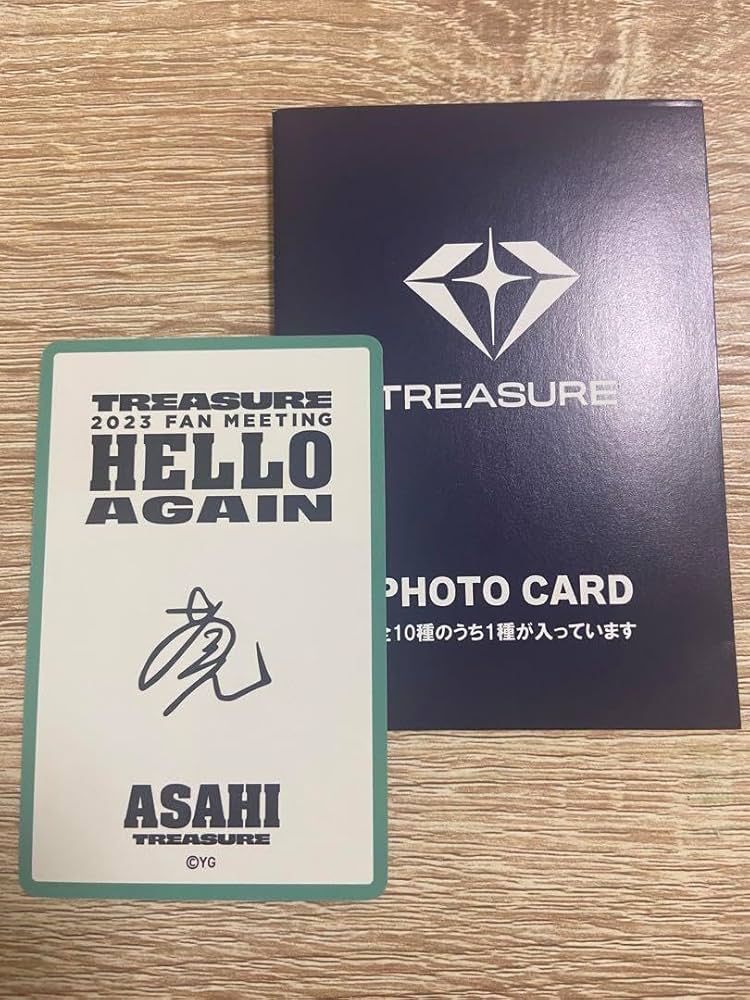 TREASURE
2023 FAN MEETING
HELLO
AGAIN
ASAHI
TREASURE
©YG
TREASURE
PHOTO CARD
全10種のうち1種が入っています